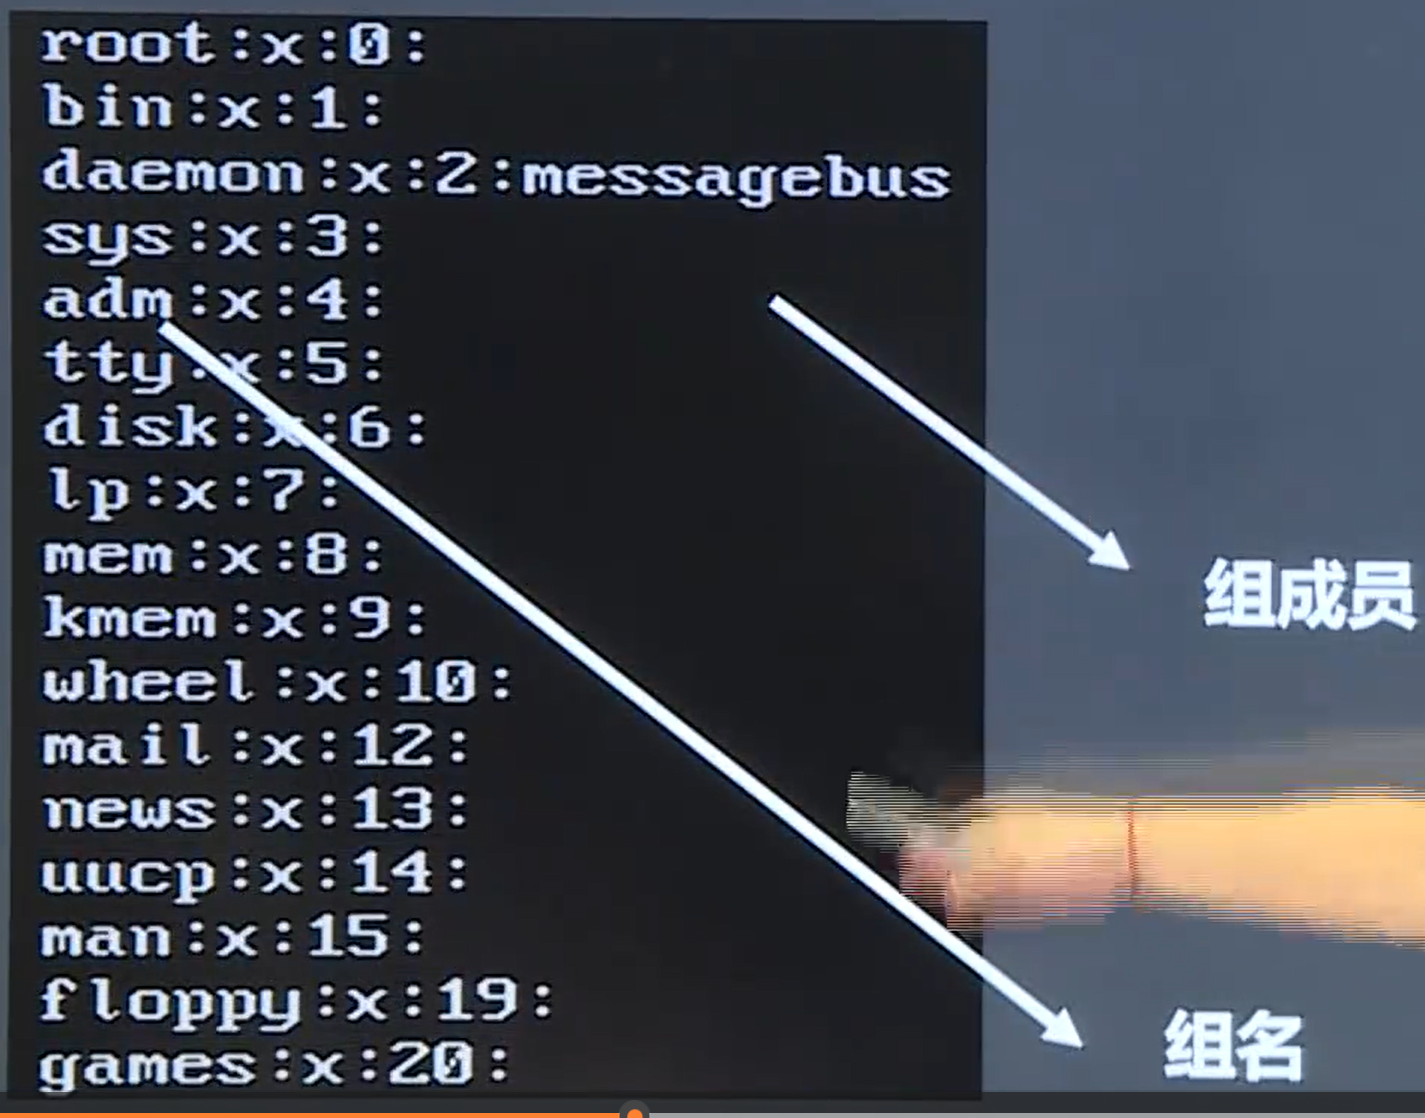 root:x:0:
bin:x:1:
daemon:x:2:messagebus
sys:x:3:
adm:x:4:
tty:x:5:
disk:x:6:
lp:x:7:
mem:x:8:
kmem:x:9:
wheel:x:10:
mail:x:12:
news:x:13:
uucp:x:14:
man:x:15:
floppy:x:19:
games:x:20:
组成员
组名